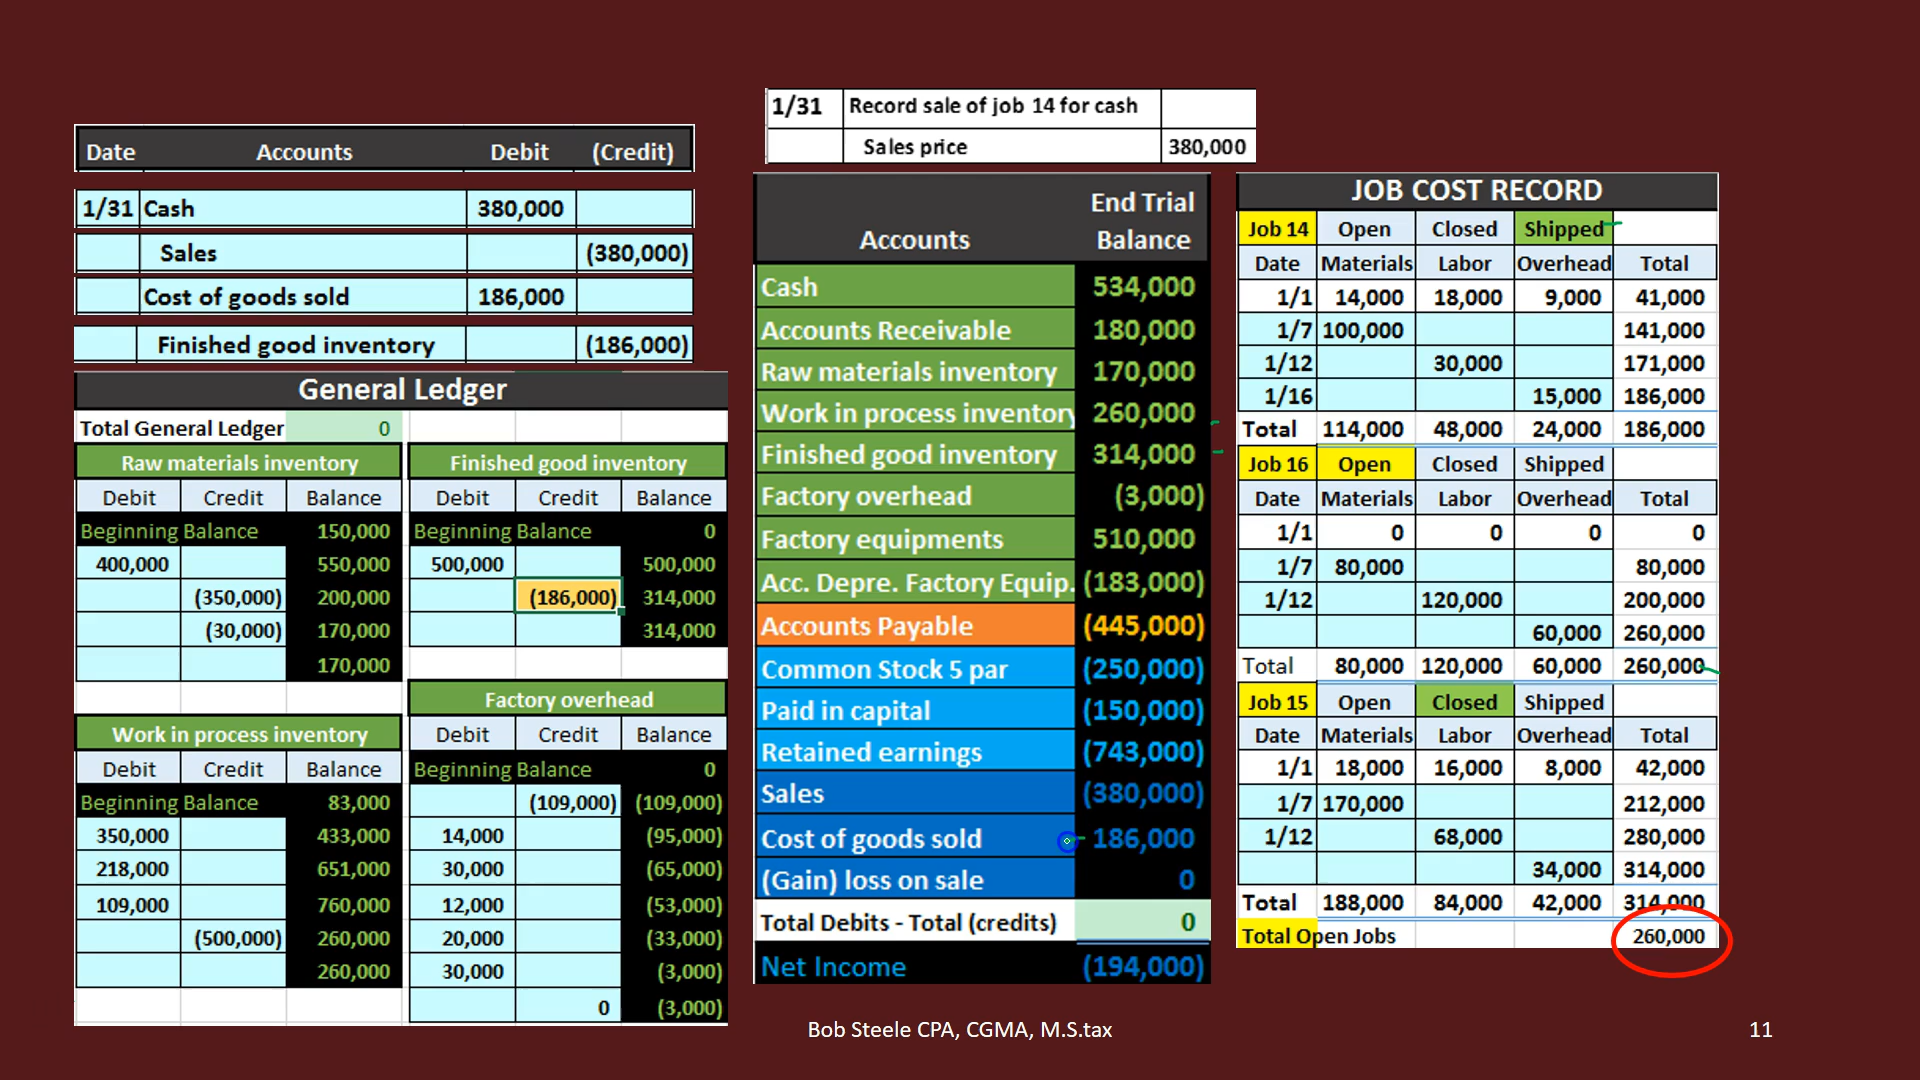 1/31 Record sale of job 14 for cash
Sales price 380,000
Date Accounts Debit (Credit)
1/31 Cash 380,000
Sales (380,000)
Cost of goods sold 186,000
Finished good inventory (186,000)
General Ledger
Total General Ledger 0
Raw materials inventory
Debit Credit Balance
Beginning Balance 150,000
400,000 550,000
(350,000) 200,000
(30,000) 170,000
170,000
Work in process inventory
Debit Credit Balance
Beginning Balance 83,000
350,000 433,000
218,000 651,000
109,000 760,000
(500,000) 260,000
260,000
Finished good inventory
Debit Credit Balance
Beginning Balance 0
500,000 500,000
(186,000) 314,000
314,000
Factory overhead
Debit Credit Balance
Beginning Balance 0
(109,000) (109,000)
14,000 (95,000)
30,000 (65,000)
12,000 (53,000)
20,000 (33,000)
30,000 (3,000)
0 (3,000)
End Trial
Accounts Balance
Cash 534,000
Accounts Receivable 180,000
Raw materials inventory 170,000
Work in process inventory 260,000
Finished good inventory 314,000
Factory overhead (3,000)
Factory equipments 510,000
Acc. Depre. Factory Equip. (183,000)
Accounts Payable (445,000)
Common Stock 5 par (250,000)
Paid in capital (150,000)
Retained earnings (743,000)
Sales (380,000)
Cost of goods sold 186,000
(Gain) loss on sale 0
Total Debits - Total (credits) 0
Net Income (194,000)
JOB COST RECORD
Job 14 Open Closed Shipped
Date Materials Labor Overhead Total
1/1 14,000 18,000 9,000 41,000
1/7 100,000 141,000
1/12 30,000 171,000
1/16 15,000 186,000
Total 114,000 48,000 24,000 186,000
Job 16 Open Closed Shipped
Date Materials Labor Overhead Total
1/1 0 0 0 0
1/7 80,000 80,000
1/12 120,000 200,000
60,000 260,000
Total 80,000 120,000 60,000 260,000
Job 15 Open Closed Shipped
Date Materials Labor Overhead Total
1/1 18,000 16,000 8,000 42,000
1/7 170,000 212,000
1/12 68,000 280,000
34,000 314,000
Total 188,000 84,000 42,000 314,000
Total Open Jobs 260,000
Bob Steele CPA, CGMA, M.S.tax
11